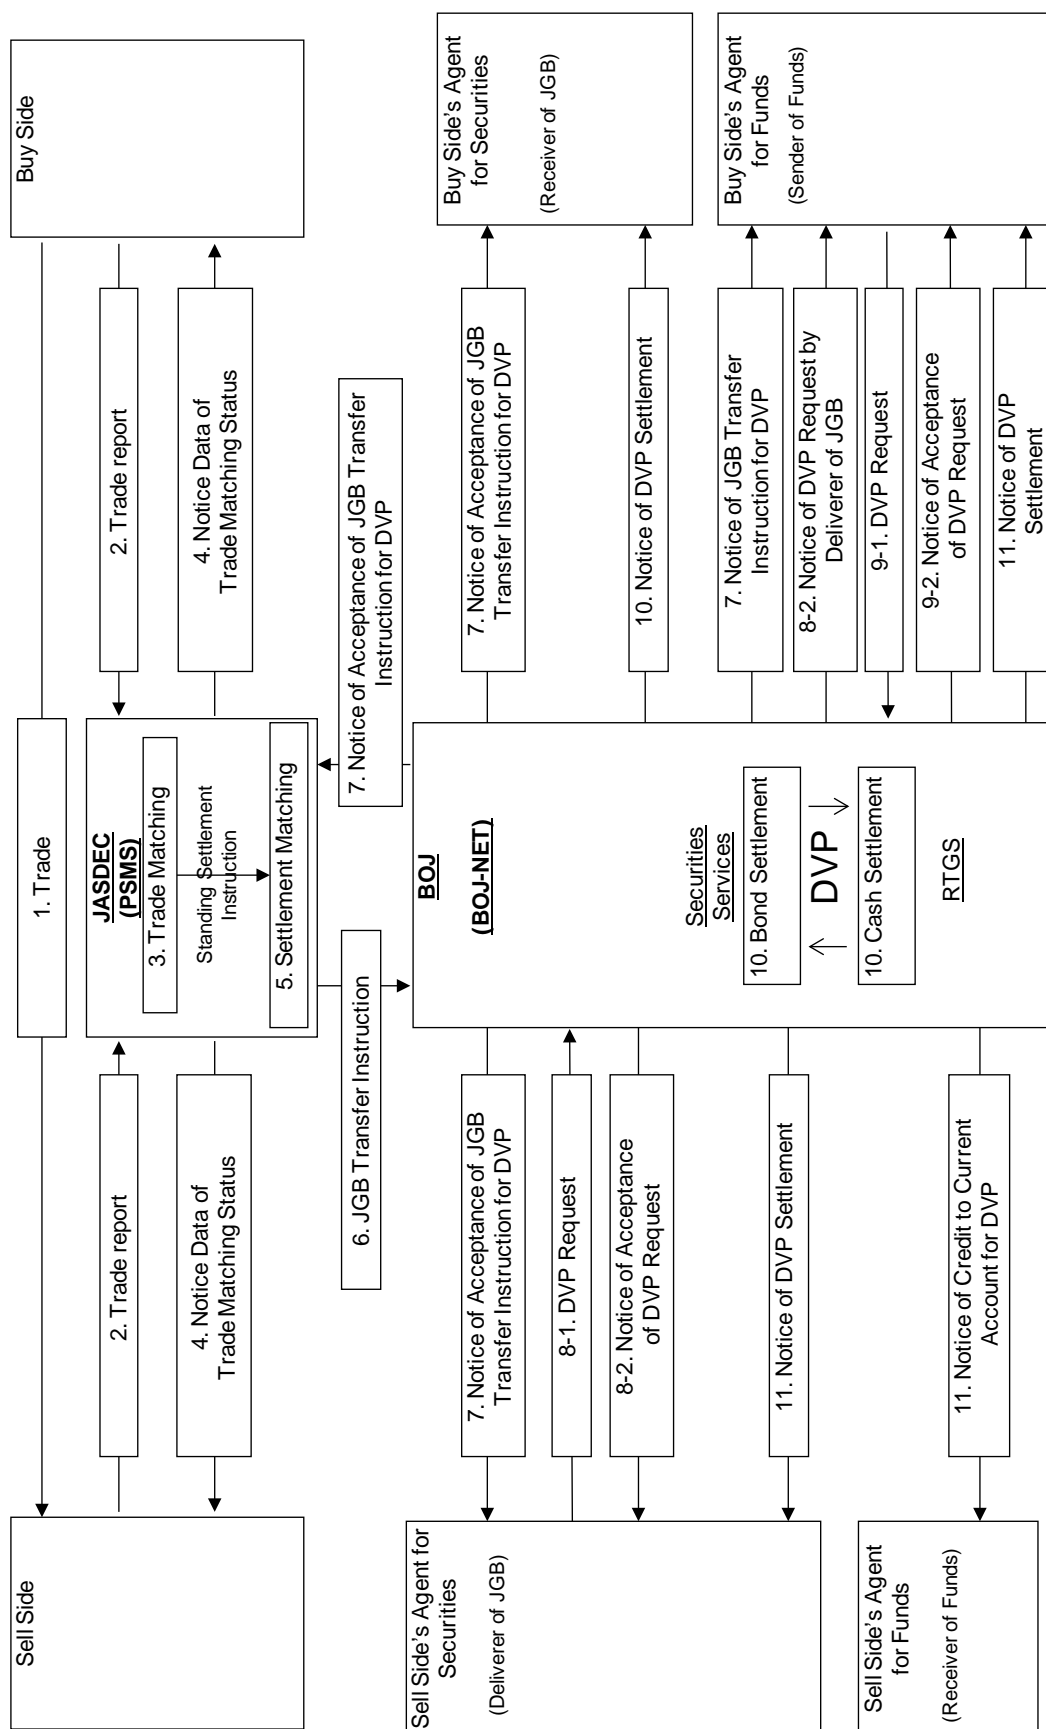 Sell Side
1. Trade
Buy Side
2. Trade report
JASDEC
(PSMS)
2. Trade report
3. Trade Matching
4. Notice Data of
Trade Matching Status
Standing Settlement
Instruction
4. Notice Data of
Trade Matching Status
5. Settlement Matching
6. JGB Transfer Instruction
7. Notice of Acceptance of JGB Transfer
Instruction for DVP
Sell Side’s Agent for
Securities
(Deliverer of JGB)
7. Notice of Acceptance of JGB
Transfer Instruction for DVP
8-1. DVP Request
8-2. Notice of Acceptance
of DVP Request
11. Notice of DVP Settlement
BOJ
(BOJ-NET)
Securities
Services
10. Bond Settlement
DVP
10. Cash Settlement
RTGS
7. Notice of Acceptance of JGB
Transfer Instruction for DVP
10. Notice of DVP Settlement
Buy Side’s Agent
for Securities
(Receiver of JGB)
Sell Side’s Agent
for Funds
(Receiver of Funds)
11. Notice of Credit to Current
Account for DVP
7. Notice of JGB Transfer
Instruction for DVP
8-2. Notice of DVP Request by
Deliverer of JGB
9-1. DVP Request
9-2. Notice of Acceptance
of DVP Request
11. Notice of DVP
Settlement
Buy Side’s Agent
for Funds
(Sender of Funds)